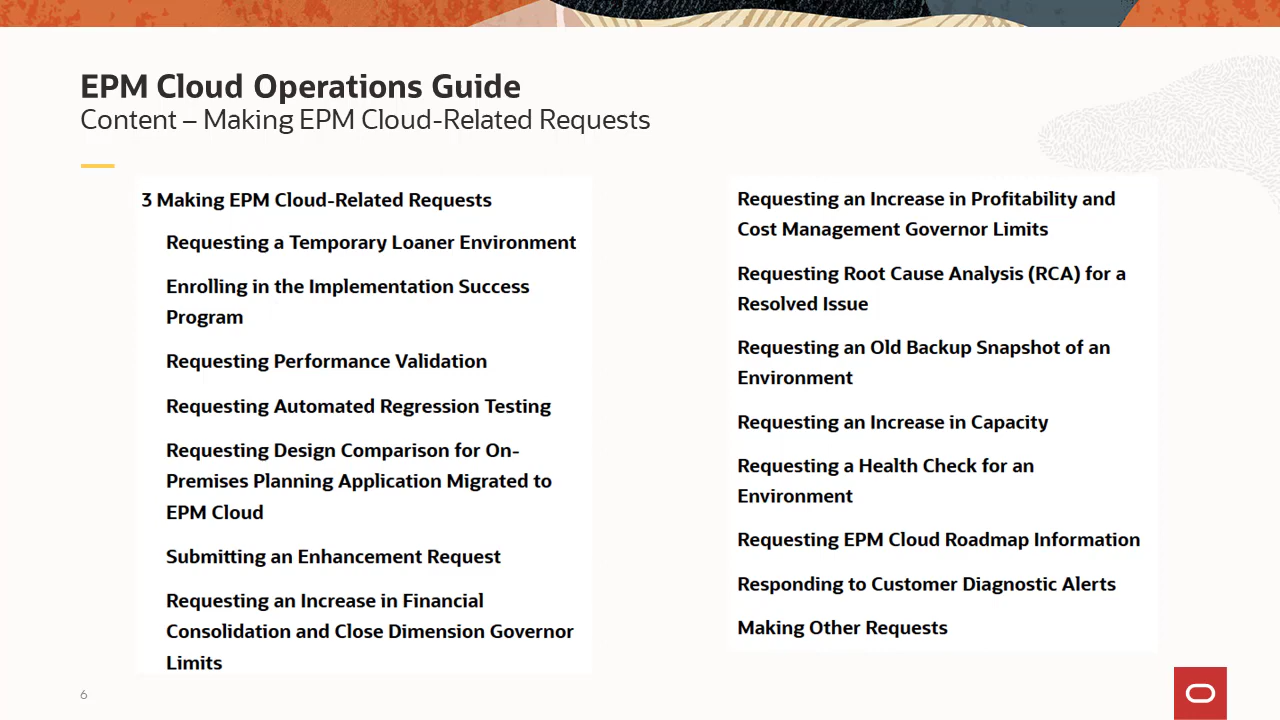 EPM Cloud Operations Guide
Content – Making EPM Cloud-Related Requests
3 Making EPM Cloud-Related Requests
Requesting a Temporary Loaner Environment
Enrolling in the Implementation Success
Program
Requesting Performance Validation
Requesting Automated Regression Testing
Requesting Design Comparison for On-
Premises Planning Application Migrated to
EPM Cloud
Submitting an Enhancement Request
Requesting an Increase in Financial
Consolidation and Close Dimension Governor
Limits
Requesting an Increase in Profitability and
Cost Management Governor Limits
Requesting Root Cause Analysis (RCA) for a
Resolved Issue
Requesting an Old Backup Snapshot of an
Environment
Requesting an Increase in Capacity
Requesting a Health Check for an
Environment
Requesting EPM Cloud Roadmap Information
Responding to Customer Diagnostic Alerts
Making Other Requests
6